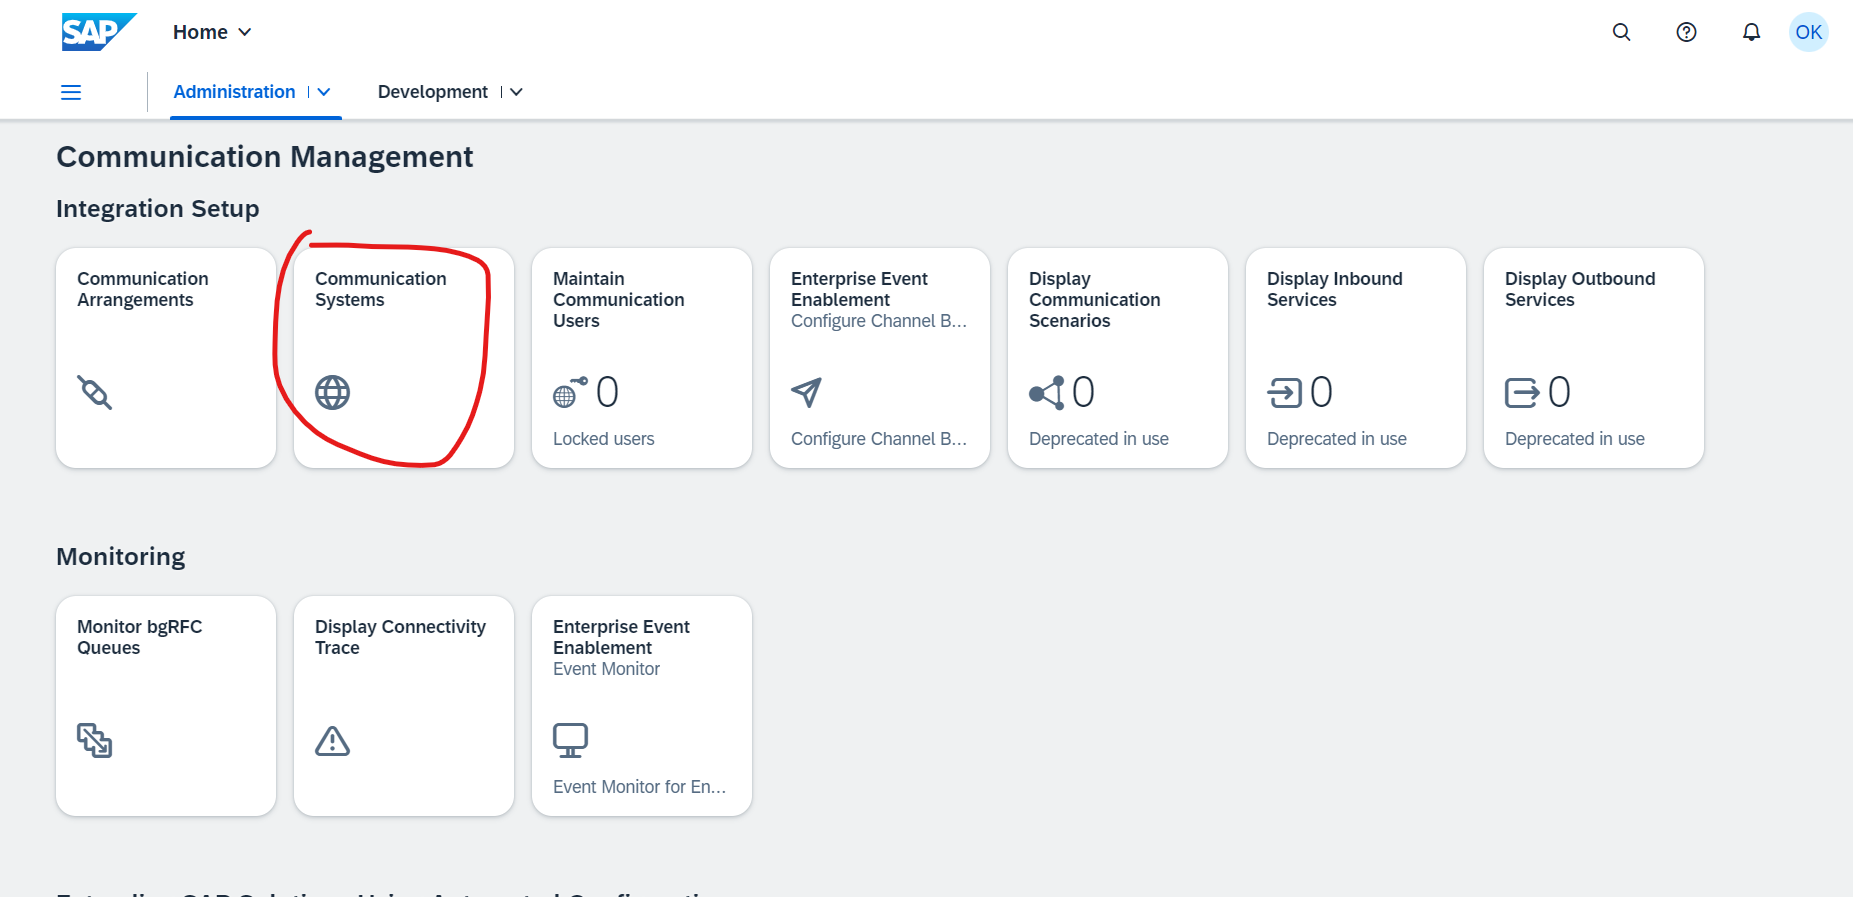 SAP
Home
OK
Administration
Development
Communication Management
Integration Setup
Communication
Arrangements
Communication
Systems
Maintain
Communication
Users
0
Locked users
Enterprise Event
Enablement
Configure Channel B...
Configure Channel B...
Display
Communication
Scenarios
0
Deprecated in use
Display Inbound
Services
0
Deprecated in use
Display Outbound
Services
0
Deprecated in use
Monitoring
Monitor bgRFC
Queues
Display Connectivity
Trace
Enterprise Event
Enablement
Event Monitor
Event Monitor for En...